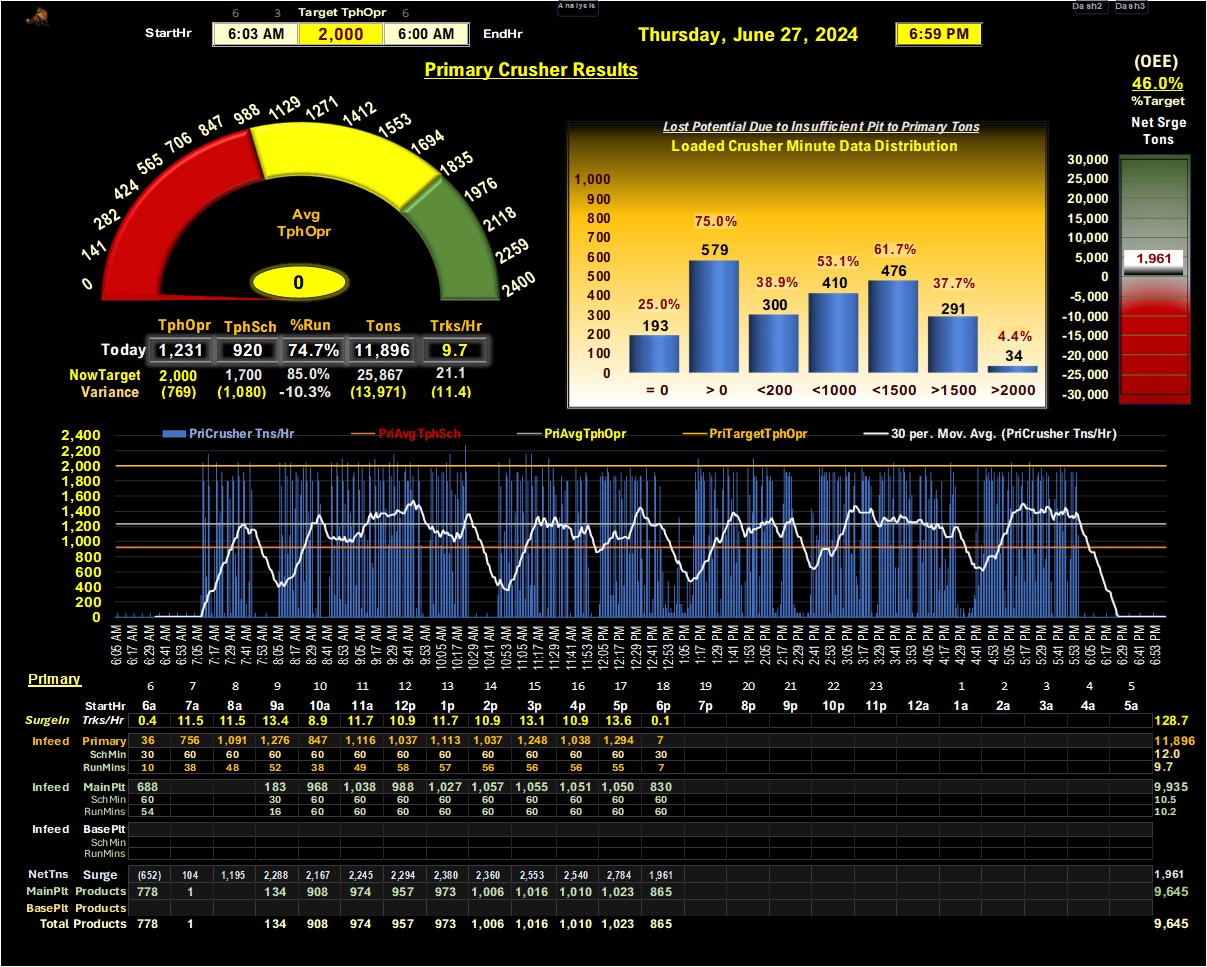 Analysis
Dash2 Dash3
6 3 Target TphOpr 6
StartHr 6:03 AM 2,000 6:00 AM EndHr
Thursday, June 27, 2024 6:59 PM
Primary Crusher Results
(OEE)
46.0%
%Target
Net Srge
Tons
0 141 282 424 565 706 847 988 1129 1271 1412 1553 1694 1835 1976 2118 2259 2400
Avg
TphOpr
0
TphOpr TphSch %Run Tons Trks/Hr
Today 1,231 920 74.7% 11,896 9.7
NowTarget 2,000 1,700 85.0% 25,867 21.1
Variance (769) (1,080) -10.3% (13,971) (11.4)
Lost Potential Due to Insufficient Pit to Primary Tons
Loaded Crusher Minute Data Distribution
1,000
900
800
700
600
500
400
300
200
100
0
25.0% 75.0% 38.9% 53.1% 61.7% 37.7% 4.4%
193 579 300 410 476 291 34
= 0 > 0 <200 <1000 <1500 >1500 >2000
30,000
25,000
20,000
15,000
10,000
5,000
0
-5,000
-10,000
-15,000
-20,000
-25,000
-30,000
1,961
PriCrusher Tns/Hr PriAvgTphSch PriAvgTphOpr PriTargetTphOpr 30 per. Mov. Avg. (PriCrusher Tns/Hr)
2,400
2,200
2,000
1,800
1,600
1,400
1,200
1,000
800
600
400
200
0
6:05 AM 6:17 AM 6:29 AM 6:41 AM 6:53 AM 7:05 AM 7:17 AM 7:29 AM 7:41 AM 7:53 AM 8:05 AM 8:17 AM 8:29 AM 8:41 AM 8:53 AM 9:05 AM 9:17 AM 9:29 AM 9:41 AM 9:53 AM 10:05 AM 10:17 AM 10:29 AM 10:41 AM 10:53 AM 11:05 AM 11:17 AM 11:29 AM 11:41 AM 11:53 AM 12:05 PM 12:17 PM 12:29 PM 12:41 PM 12:53 PM 1:05 PM 1:17 PM 1:29 PM 1:41 PM 1:53 PM 2:05 PM 2:17 PM 2:29 PM 2:41 PM 2:53 PM 3:05 PM 3:17 PM 3:29 PM 3:41 PM 3:53 PM 4:05 PM 4:17 PM 4:29 PM 4:41 PM 4:53 PM 5:05 PM 5:17 PM 5:29 PM 5:41 PM 5:53 PM 6:05 PM 6:17 PM 6:29 PM 6:41 PM 6:53 PM
Primary
6 7 8 9 10 11 12 13 14 15 16 17 18 19 20 21 22 23 1 2 3 4 5
StartHr 6a 7a 8a 9a 10a 11a 12p 1p 2p 3p 4p 5p 6p 7p 8p 9p 10p 11p 12a 1a 2a 3a 4a 5a
SurgeIn Trks/Hr 0.4 11.5 11.5 13.4 8.9 11.7 10.9 11.7 10.9 13.1 10.9 13.6 0.1 128.7
Infeed Primary 36 756 1,091 1,276 847 1,116 1,037 1,113 1,037 1,248 1,038 1,294 7 11,896
SchMin 30 60 60 60 60 60 60 60 60 60 60 60 30 12.0
RunMins 10 38 48 52 38 49 58 57 56 56 56 55 7 9.7
Infeed MainPlt 688 183 968 1,038 988 1,027 1,057 1,055 1,051 1,050 830 9,935
SchMin 60 30 60 60 60 60 60 60 60 60 60 10.5
RunMins 54 16 60 60 60 60 60 60 60 60 60 10.2
Infeed BasePlt
SchMin
RunMins
NetTns Surge (652) 104 1,195 2,288 2,167 2,245 2,294 2,380 2,360 2,553 2,540 2,784 1,961 1,961
MainPlt Products 778 1 134 908 974 957 973 1,006 1,016 1,010 1,023 865 9,645
BasePlt Products
Total Products 778 1 134 908 974 957 973 1,006 1,016 1,010 1,023 865 9,645